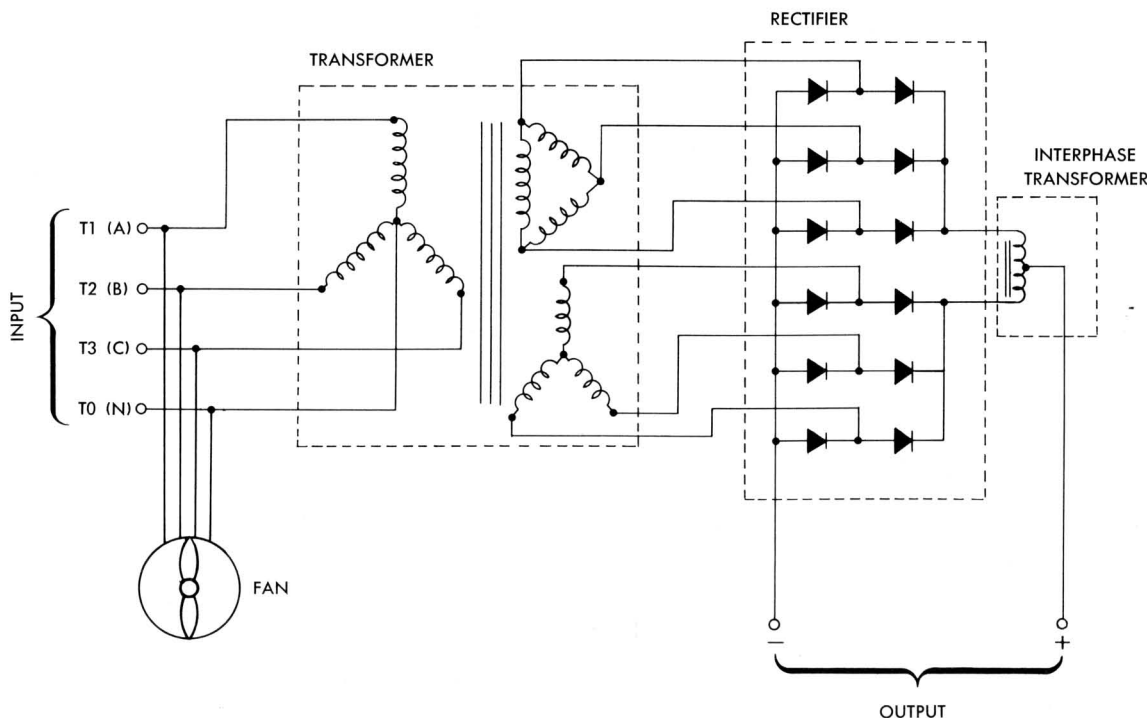 RECTIFIER
TRANSFORMER
INTERPHASE
TRANSFORMER
INPUT
T1 (A)
T2 (B)
T3 (C)
T0 (N)
FAN
− +
OUTPUT